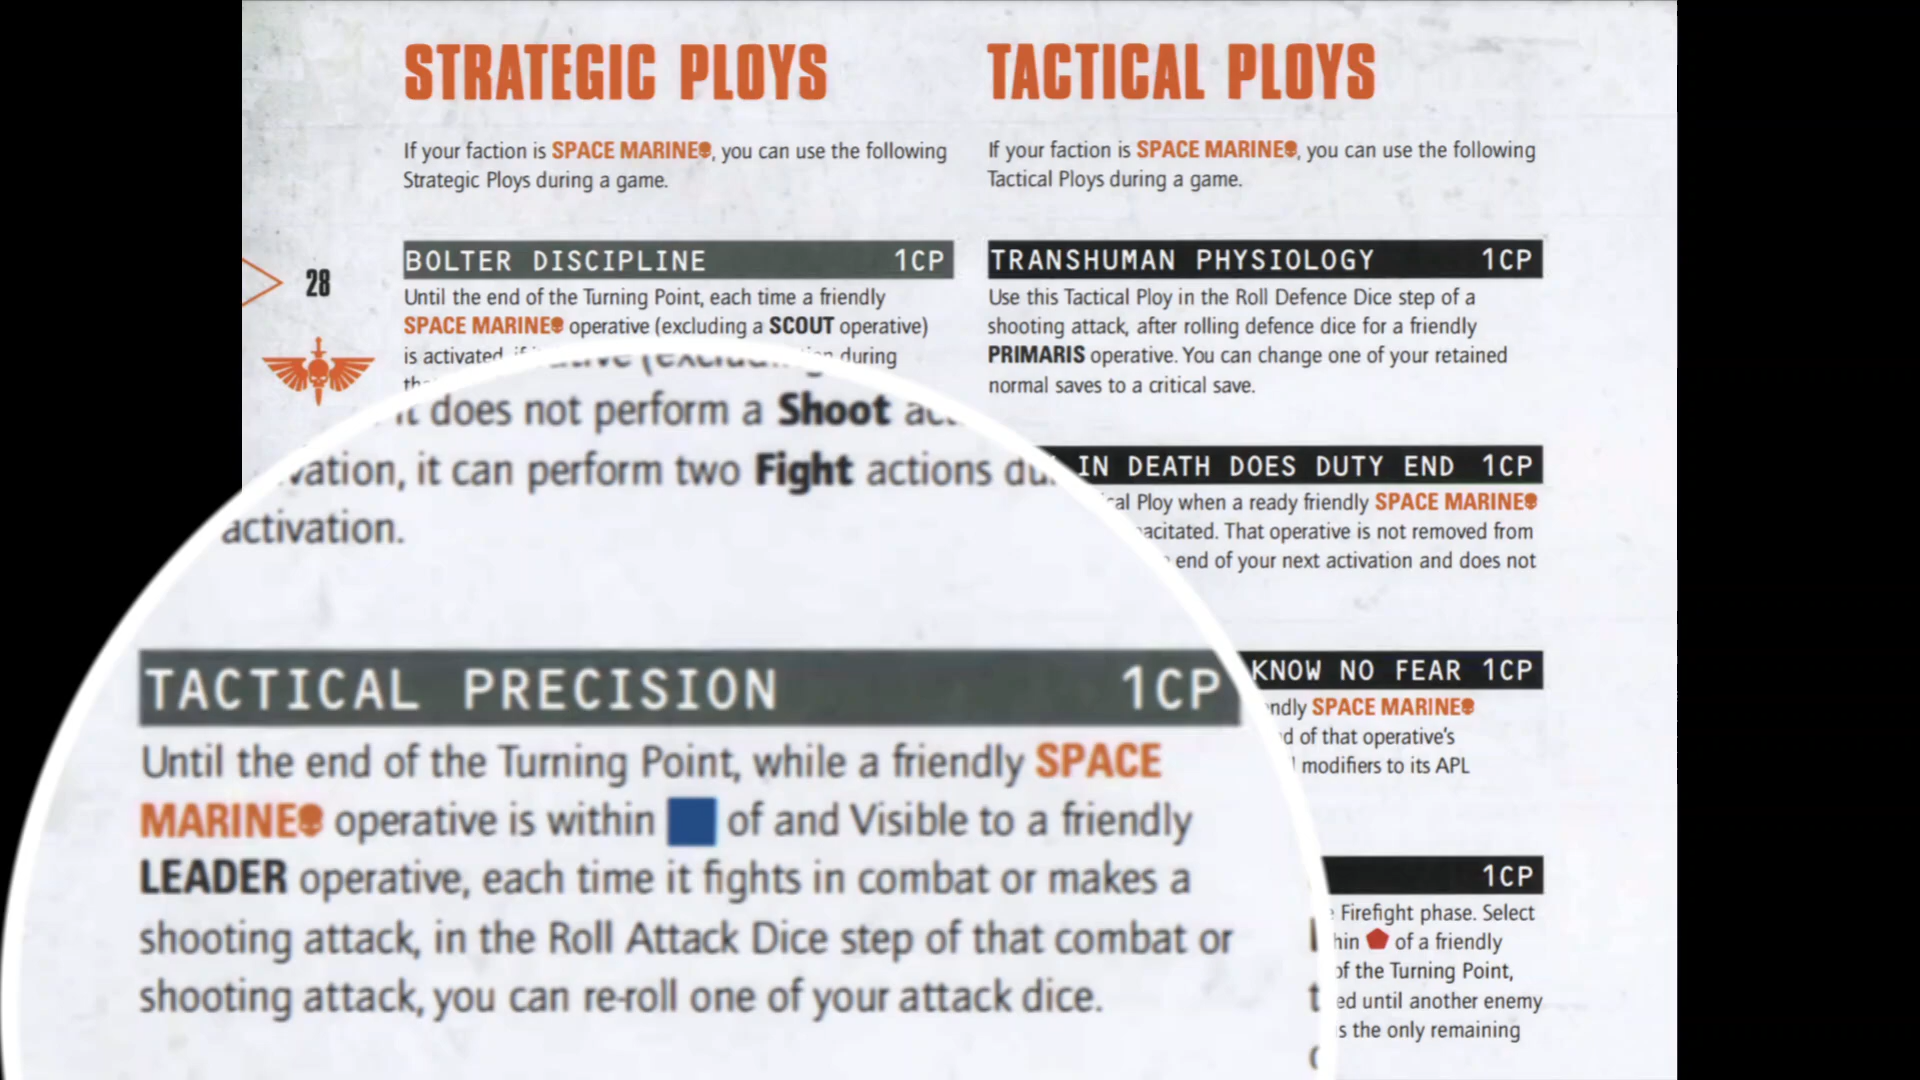 STRATEGIC PLOYS
If your faction is SPACE MARINE, you can use the following
Strategic Ploys during a game.
28
BOLTER DISCIPLINE 1CP
Until the end of the Turning Point, each time a friendly
SPACE MARINE operative (excluding a SCOUT operative)
is activated, during
does not perform a Shoot
it can perform two Fight actions
activation.
TACTICAL PRECISION 1CP
Until the end of the Turning Point, while a friendly SPACE
MARINE operative is within of and Visible to a friendly
LEADER operative, each time it fights in combat or makes a
shooting attack, in the Roll Attack Dice step of that combat or
shooting attack, you can re-roll one of your attack dice.
TACTICAL PLOYS
If your faction is SPACE MARINE, you can use the following
Tactical Ploys during a game.
TRANSHUMAN PHYSIOLOGY 1CP
Use this Tactical Ploy in the Roll Defence Dice step of a
shooting attack, after rolling defence dice for a friendly
PRIMARIS operative. You can change one of your retained
normal saves to a critical save.
IN DEATH DOES DUTY END 1CP
Ploy when a ready friendly SPACE MARINE
That operative is not removed from
end of your next activation and does not
KNOW NO FEAR 1CP
SPACE MARINE
of that operative's
modifiers to its APL
1CP
Firefight phase. Select
of a friendly
of the Turning Point,
until another enemy
is the only remaining